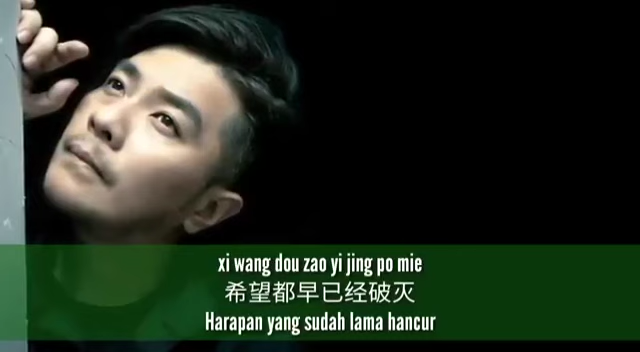 xi wang dou zao yi jing po mie
希望都早已经破灭
Harapan yang sudah lama hancur